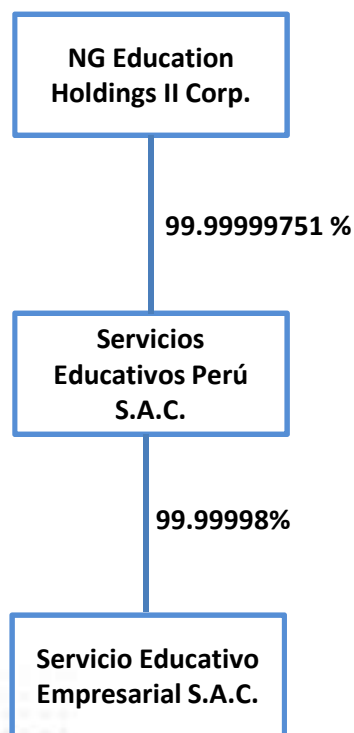 NG Education
Holdings II Corp.
99.99999751 %
Servicios
Educativos Perú
S.A.C.
99.99998%
Servicio Educativo
Empresarial S.A.C.